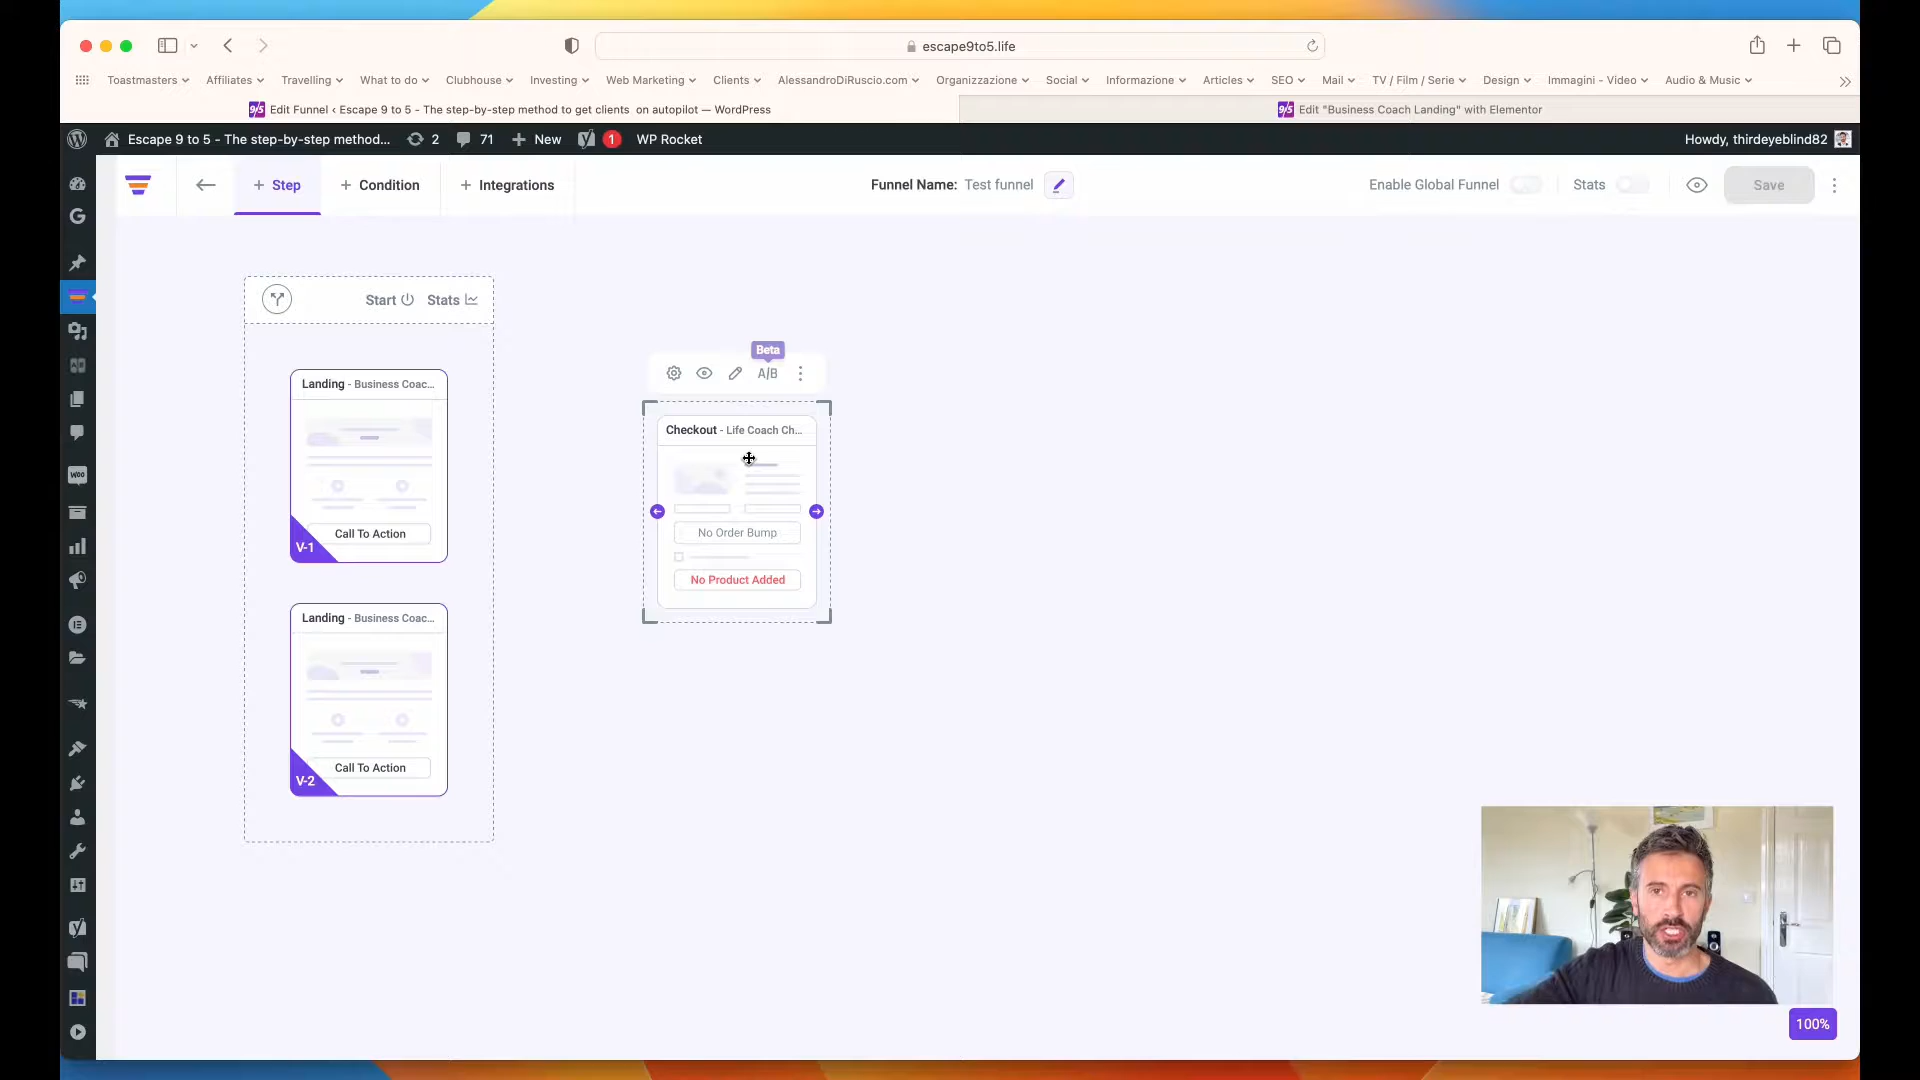 escape9to5.life
Toastmasters Affiliates Travelling What to do Clubhouse Investing Web Marketing Clients AlessandroDiRuscio.com Organizzazione Social Informazione Articles SEO Mail TV / Film / Serie Design Immagini - Video Audio & Music
9/5 Edit Funnel ‹ Escape 9 to 5 - The step-by-step method to get clients on autopilot — WordPress
9/5 Edit "Business Coach Landing" with Elementor
Escape 9 to 5 - The step-by-step method... 2 71 + New 1 WP Rocket Howdy, thirdeyeblind82
+ Step + Condition + Integrations Funnel Name: Test funnel Enable Global Funnel Stats Save
Start Stats
Landing - Business Coac...
Call To Action
V-1
Landing - Business Coac...
Call To Action
V-2
Beta
A/B
Checkout - Life Coach Ch...
No Order Bump
No Product Added
woo
100%